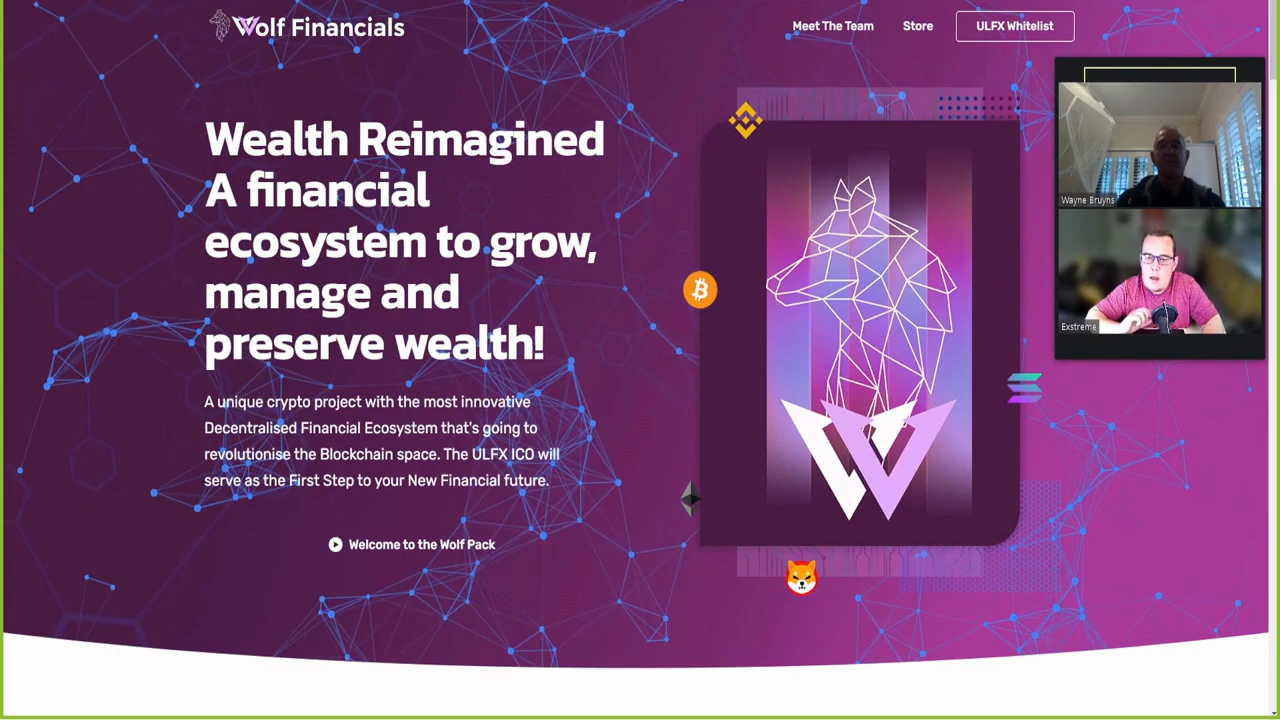 Wolf Financials
Meet The Team
Store
ULFX Whitelist
Wealth Reimagined
A financial
ecosystem to grow,
manage and
preserve wealth!
A unique crypto project with the most innovative
Decentralised Financial Ecosystem that's going to
revolutionise the Blockchain space. The ULFX ICO will
serve as the First Step to your New Financial future.
Welcome to the Wolf Pack
Wayne Bruyns
Exstreme